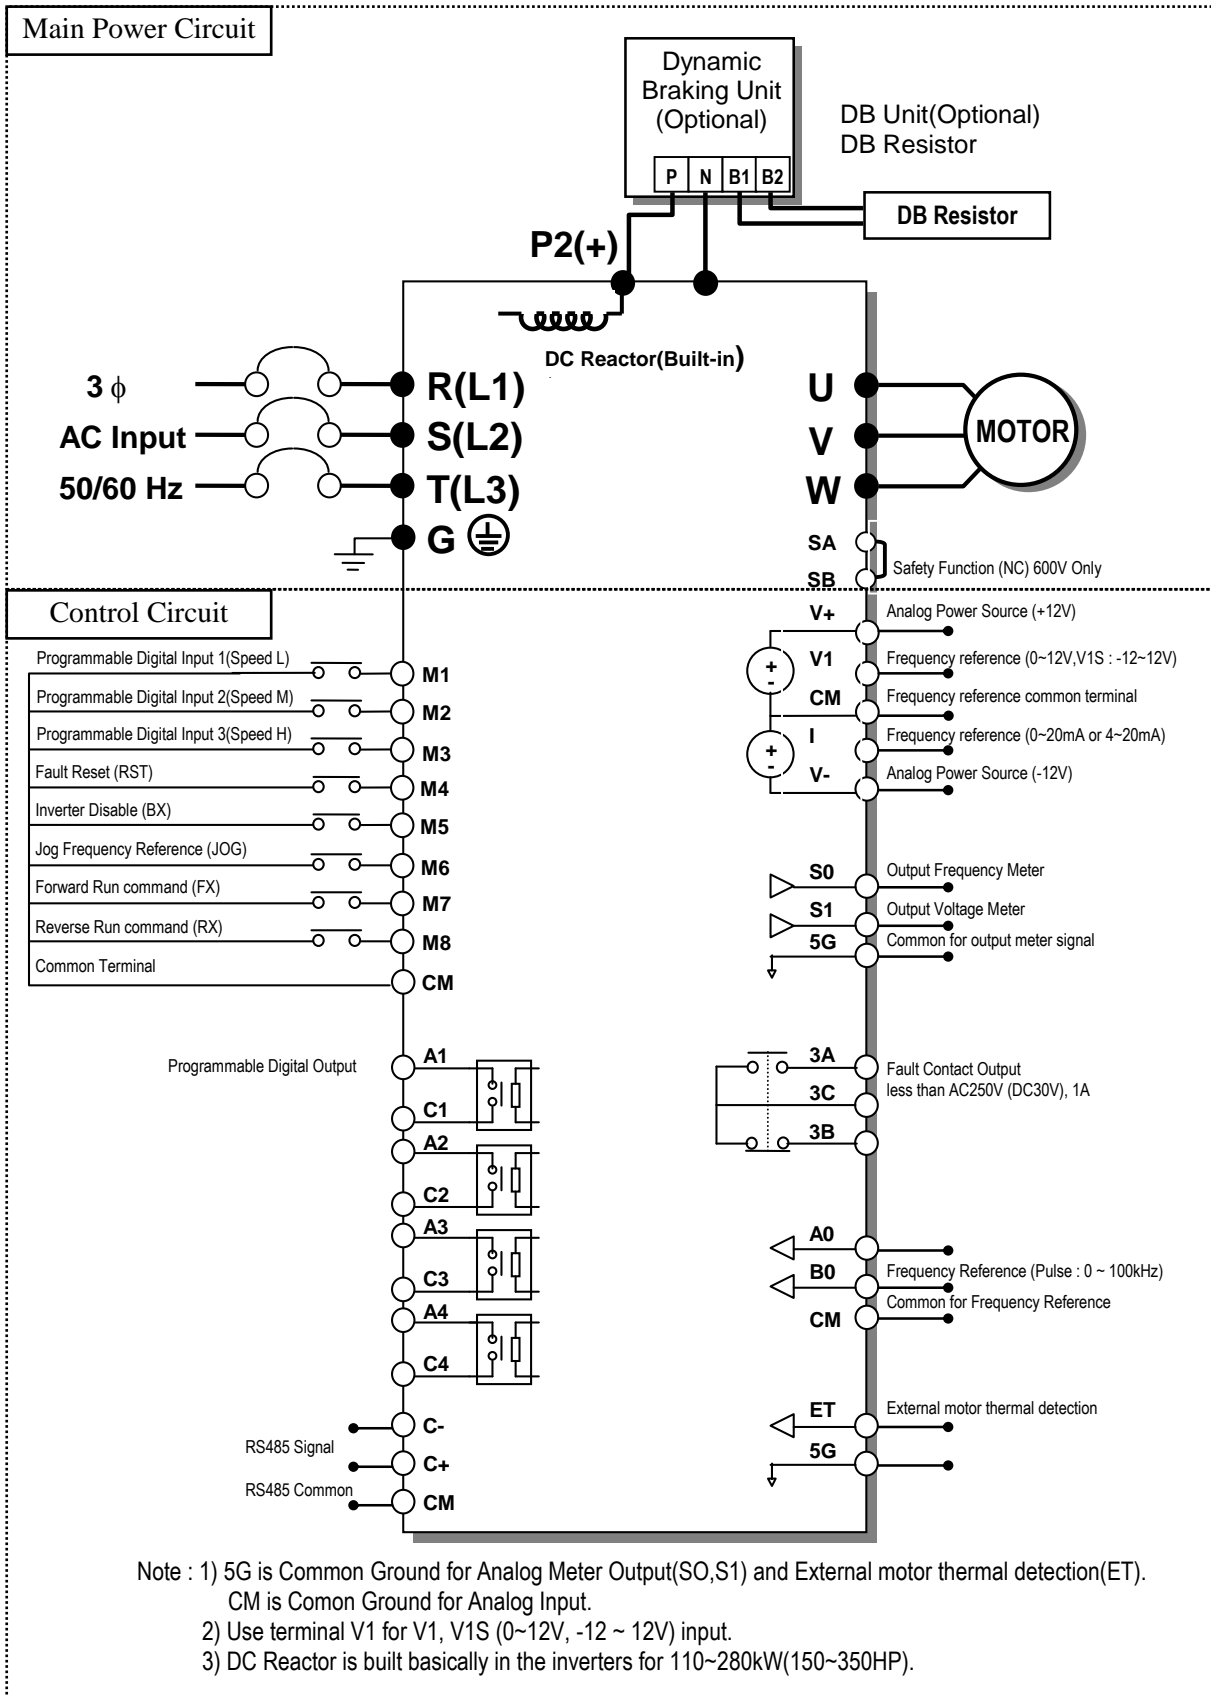 Main Power Circuit
Dynamic
Braking Unit
(Optional)
P N B1 B2
DB Unit(Optional)
DB Resistor
DB Resistor
P2(+)
DC Reactor(Built-in)
3 ϕ
AC Input
50/60 Hz
R(L1)
S(L2)
T(L3)
G
U
V
W
MOTOR
SA
SB
Safety Function (NC) 600V Only
Control Circuit
Programmable Digital Input 1(Speed L)
M1
Programmable Digital Input 2(Speed M)
M2
Programmable Digital Input 3(Speed H)
M3
Fault Reset (RST)
M4
Inverter Disable (BX)
M5
Jog Frequency Reference (JOG)
M6
Forward Run command (FX)
M7
Reverse Run command (RX)
M8
Common Terminal
CM
V+
Analog Power Source (+12V)
+
-
V1
Frequency reference (0~12V,V1S : -12~12V)
CM
Frequency reference common terminal
+
-
I
Frequency reference (0~20mA or 4~20mA)
V-
Analog Power Source (-12V)
S0
Output Frequency Meter
S1
Output Voltage Meter
5G
Common for output meter signal
Programmable Digital Output
A1
C1
A2
C2
A3
C3
A4
C4
3A
Fault Contact Output
less than AC250V (DC30V), 1A
3C
3B
A0
B0
Frequency Reference (Pulse : 0 ~ 100kHz)
Common for Frequency Reference
CM
ET
External motor thermal detection
5G
C-
RS485 Signal
C+
RS485 Common
CM
Note : 1) 5G is Common Ground for Analog Meter Output(SO,S1) and External motor thermal detection(ET).
CM is Comon Ground for Analog Input.
2) Use terminal V1 for V1, V1S (0~12V, -12 ~ 12V) input.
3) DC Reactor is built basically in the inverters for 110~280kW(150~350HP).